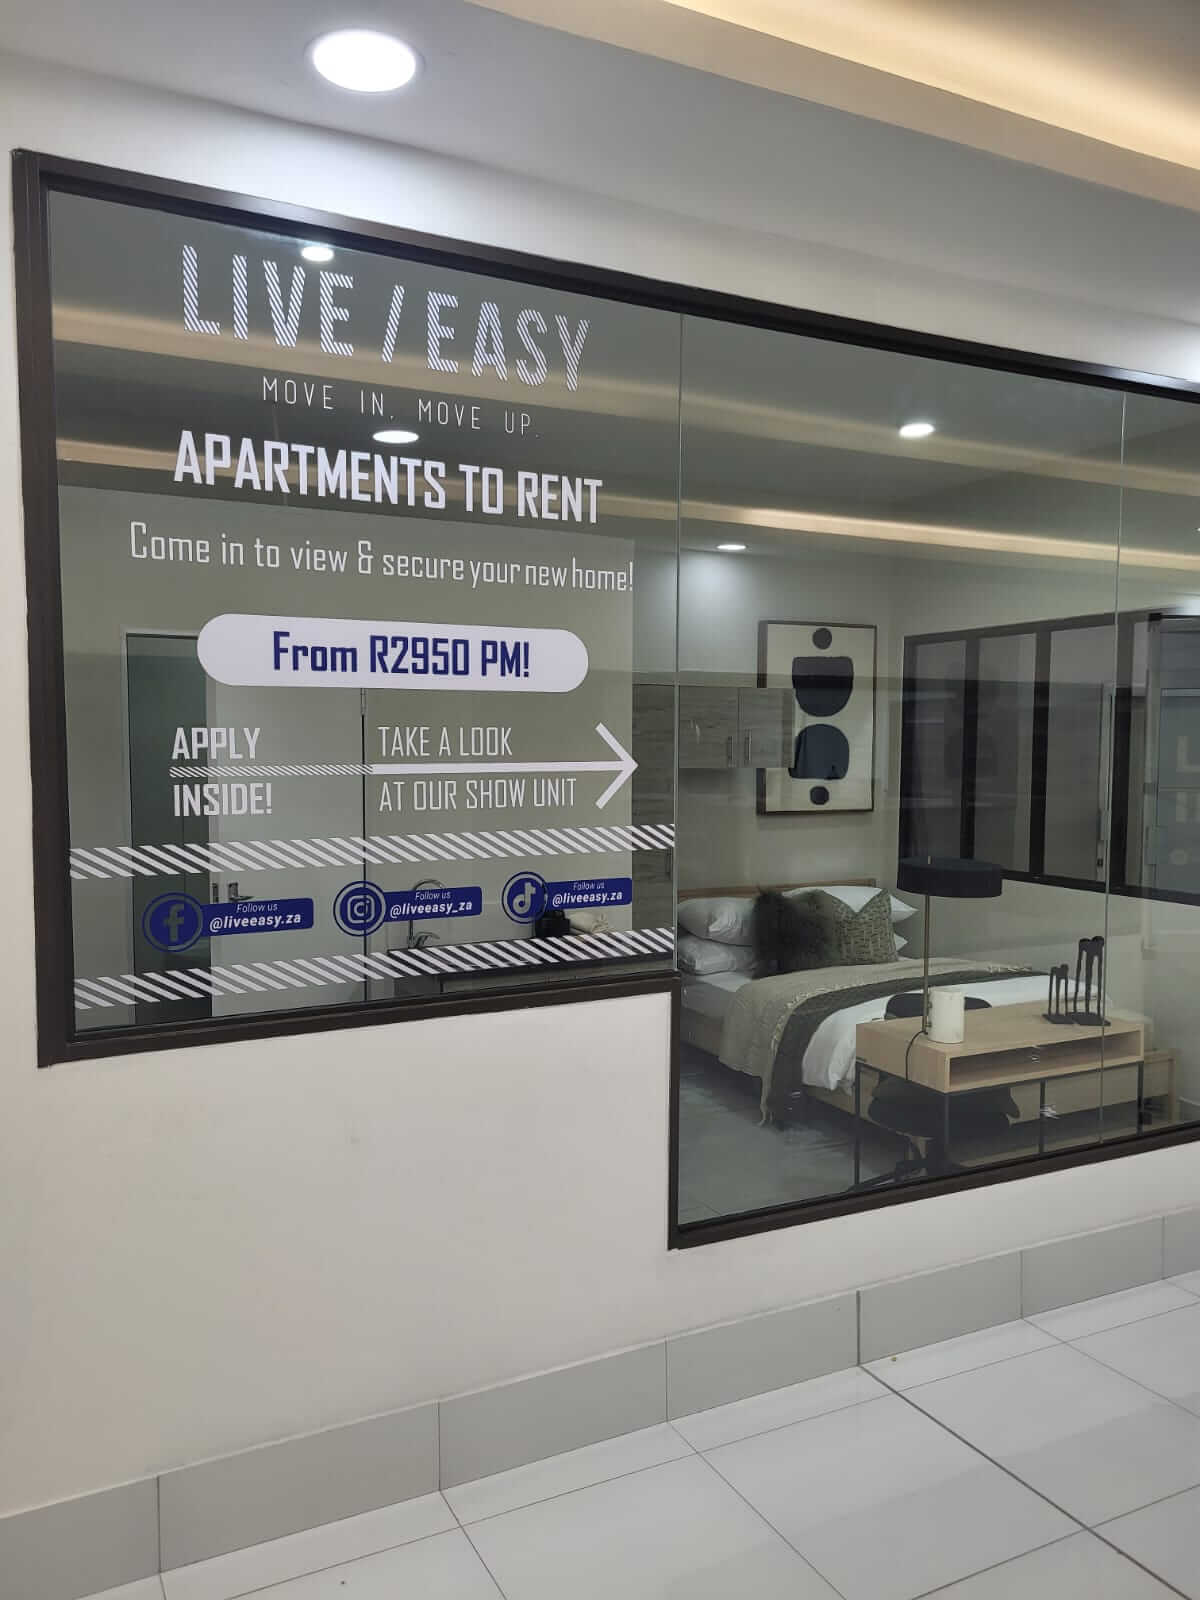 LIVE / EASY
MOVE IN. MOVE UP.
APARTMENTS TO RENT
Come in to view & secure your new home!
From R2950 PM!
APPLY
INSIDE!
TAKE A LOOK
AT OUR SHOW UNIT
Follow us
@liveeasy.za
Follow us
@liveeasy_za
Follow us
@liveeasy.za